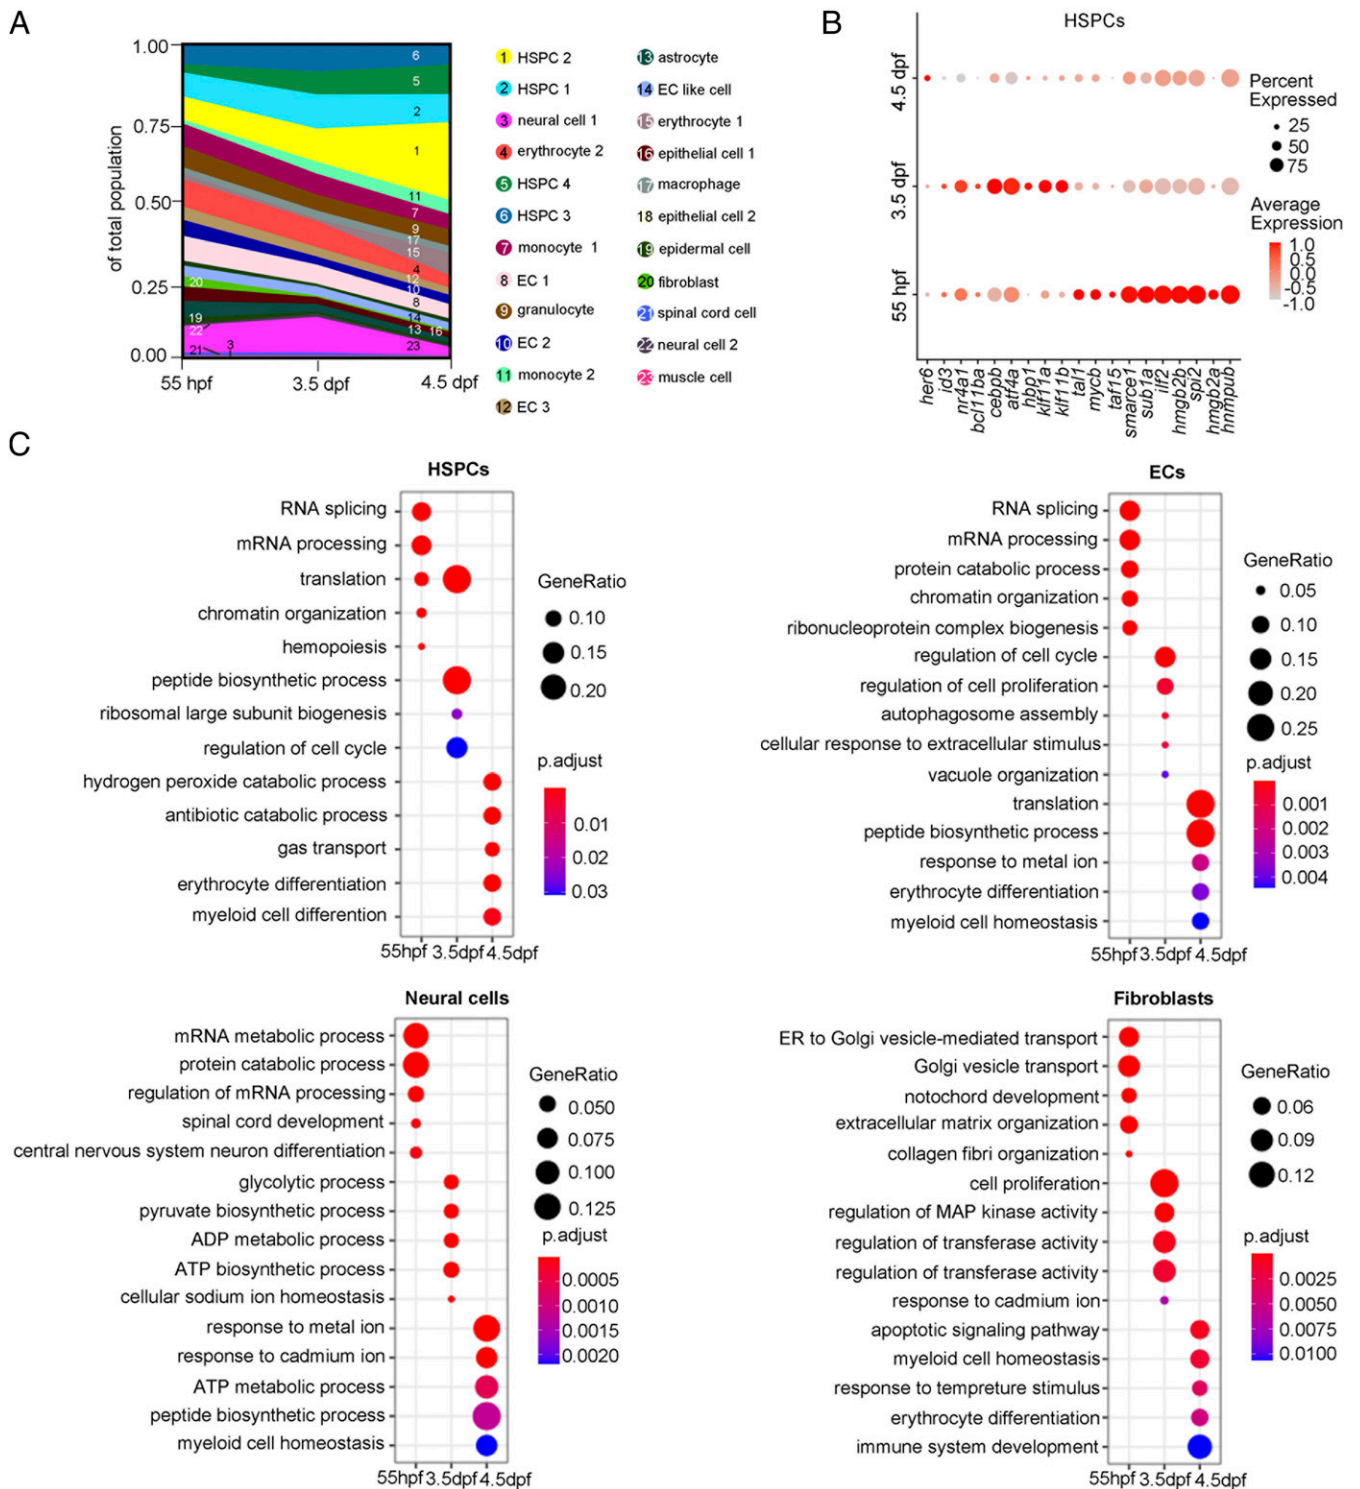 A
1.00
0.75
0.50
0.25
0.00
of total population
55 hpf
3.5 dpf
4.5 dpf
6
5
2
1
11
7
9
17
15
4
12
10
8
14
13
16
23
20
19
22
21
3
1 HSPC 2
2 HSPC 1
3 neural cell 1
4 erythrocyte 2
5 HSPC 4
6 HSPC 3
7 monocyte 1
8 EC 1
9 granulocyte
10 EC 2
11 monocyte 2
12 EC 3
13 astrocyte
14 EC like cell
15 erythrocyte 1
16 epithelial cell 1
17 macrophage
18 epithelial cell 2
19 epidermal cell
20 fibroblast
21 spinal cord cell
22 neural cell 2
23 muscle cell
B
HSPCs
4.5 dpf
3.5 dpf
55 hpf
her6
id3
nr4a1
bcl11ba
cebpb
atf4a
hbp1
klf11a
klf11b
tal1
mycb
taf15
smarce1
sub1a
ilf2
hmgb2b
spi2
hmgb2a
hnrnpub
Percent
Expressed
25
50
75
Average
Expression
1.0
0.5
0.0
-0.5
-1.0
C
HSPCs
RNA splicing
mRNA processing
translation
chromatin organization
hemopoiesis
peptide biosynthetic process
ribosomal large subunit biogenesis
regulation of cell cycle
hydrogen peroxide catabolic process
antibiotic catabolic process
gas transport
erythrocyte differentiation
myeloid cell differention
55hpf 3.5dpf 4.5dpf
GeneRatio
0.10
0.15
0.20
p.adjust
0.01
0.02
0.03
ECs
RNA splicing
mRNA processing
protein catabolic process
chromatin organization
ribonucleoprotein complex biogenesis
regulation of cell cycle
regulation of cell proliferation
autophagosome assembly
cellular response to extracellular stimulus
vacuole organization
translation
peptide biosynthetic process
response to metal ion
erythrocyte differentiation
myeloid cell homeostasis
55hpf 3.5dpf 4.5dpf
GeneRatio
0.05
0.10
0.15
0.20
0.25
p.adjust
0.001
0.002
0.003
0.004
Neural cells
mRNA metabolic process
protein catabolic process
regulation of mRNA processing
spinal cord development
central nervous system neuron differentiation
glycolytic process
pyruvate biosynthetic process
ADP metabolic process
ATP biosynthetic process
cellular sodium ion homeostasis
response to metal ion
response to cadmium ion
ATP metabolic process
peptide biosynthetic process
myeloid cell homeostasis
55hpf 3.5dpf 4.5dpf
GeneRatio
0.050
0.075
0.100
0.125
p.adjust
0.0005
0.0010
0.0015
0.0020
Fibroblasts
ER to Golgi vesicle-mediated transport
Golgi vesicle transport
notochord development
extracellular matrix organization
collagen fibri organization
cell proliferation
regulation of MAP kinase activity
regulation of transferase activity
regulation of transferase activity
response to cadmium ion
apoptotic signaling pathway
myeloid cell homeostasis
response to tempreture stimulus
erythrocyte differentiation
immune system development
55hpf 3.5dpf 4.5dpf
GeneRatio
0.06
0.09
0.12
p.adjust
0.0025
0.0050
0.0075
0.0100